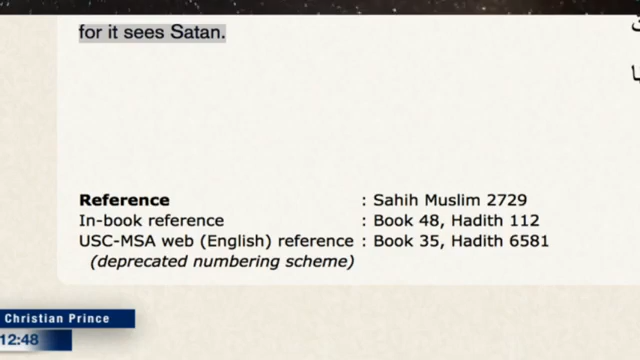 for it sees Satan.
Reference : Sahih Muslim 2729
In-book reference : Book 48, Hadith 112
USC-MSA web (English) reference : Book 35, Hadith 6581
(deprecated numbering scheme)
Christian Prince
12:48